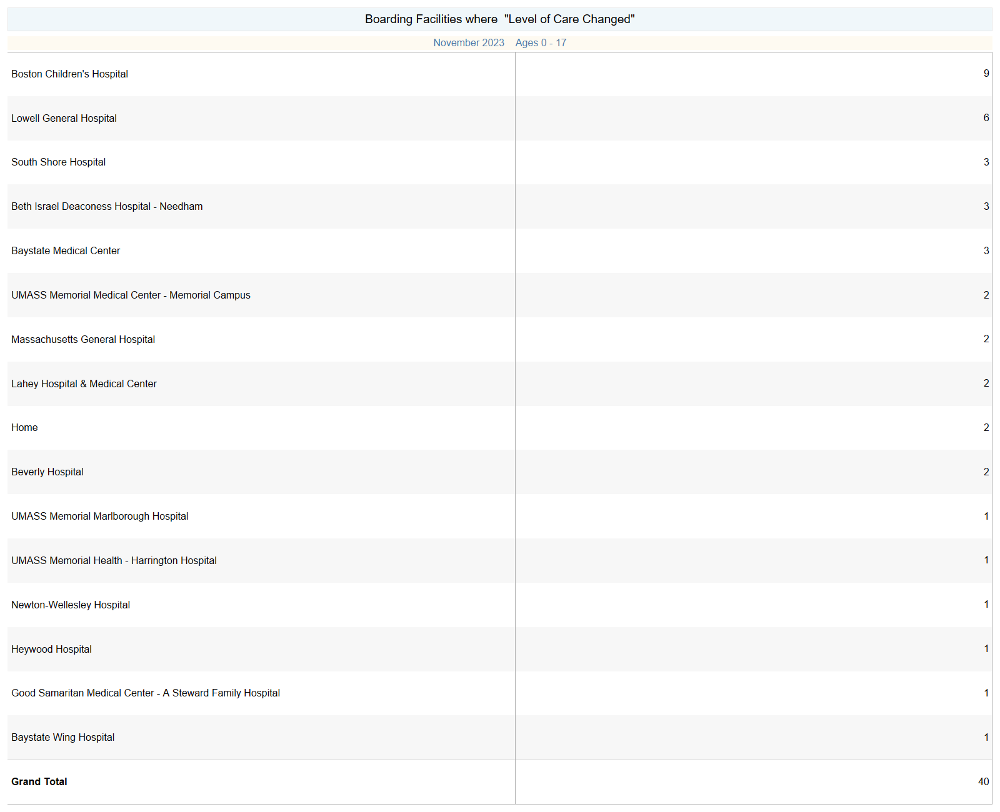 Boarding Facilities where "Level of Care Changed"
November 2023 Ages 0 - 17
Boston Children's Hospital 9
Lowell General Hospital 6
South Shore Hospital 3
Beth Israel Deaconess Hospital - Needham 3
Baystate Medical Center 3
UMASS Memorial Medical Center - Memorial Campus 2
Massachusetts General Hospital 2
Lahey Hospital & Medical Center 2
Home 2
Beverly Hospital 2
UMASS Memorial Marlborough Hospital 1
UMASS Memorial Health - Harrington Hospital 1
Newton-Wellesley Hospital 1
Heywood Hospital 1
Good Samaritan Medical Center - A Steward Family Hospital 1
Baystate Wing Hospital 1
Grand Total 40